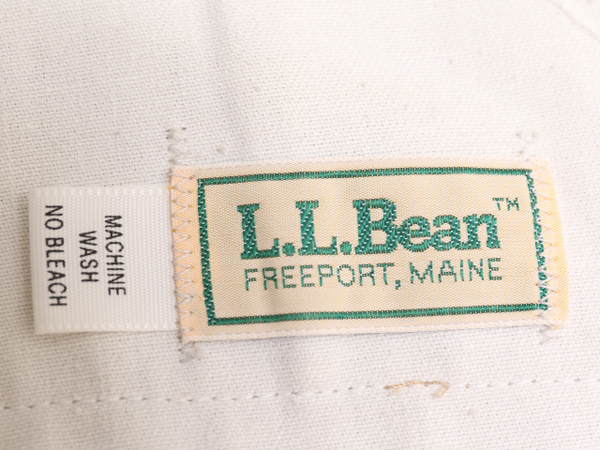 L.L.Bean™
FREEPORT, MAINE
MACHINE
WASH
NO BLEACH